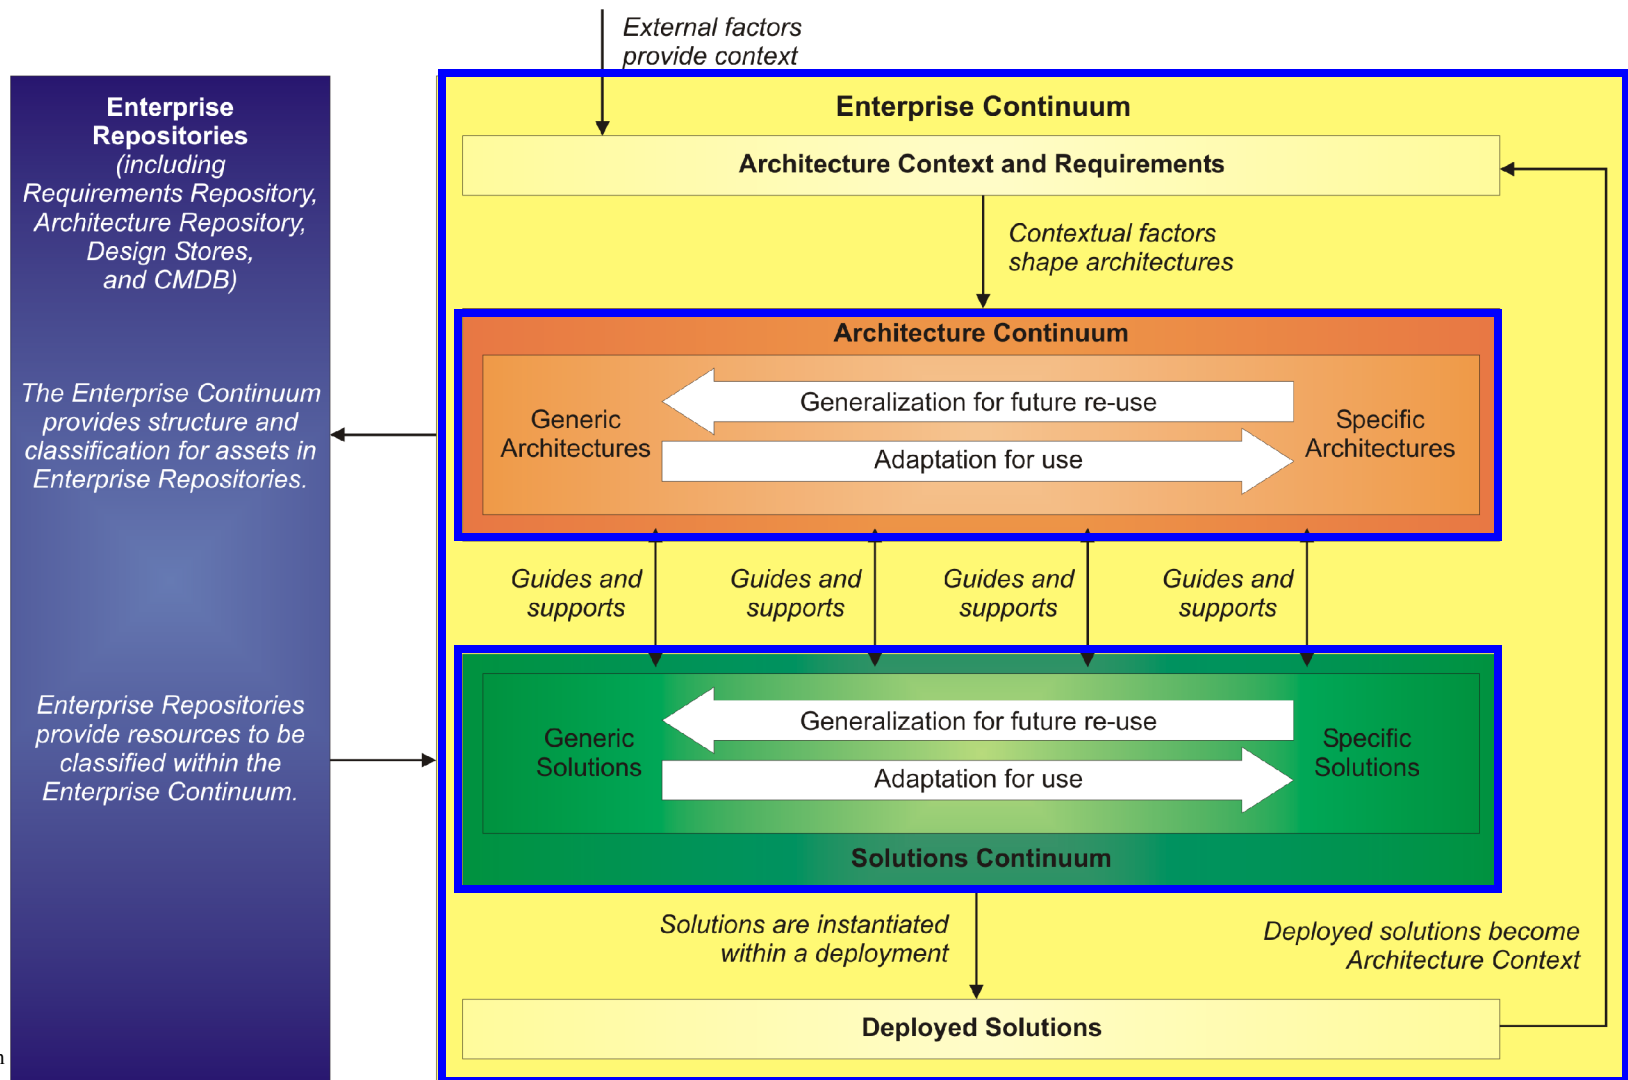 External factors
provide context
Enterprise
Repositories
(including
Requirements Repository,
Architecture Repository,
Design Stores,
and CMDB)
The Enterprise Continuum
provides structure and
classification for assets in
Enterprise Repositories.
Enterprise Repositories
provide resources to be
classified within the
Enterprise Continuum.
Enterprise Continuum
Architecture Context and Requirements
Contextual factors
shape architectures
Architecture Continuum
Generic
Architectures
Generalization for future re-use
Adaptation for use
Specific
Architectures
Guides and
supports
Guides and
supports
Guides and
supports
Guides and
supports
Generic
Solutions
Generalization for future re-use
Adaptation for use
Specific
Solutions
Solutions Continuum
Solutions are instantiated
within a deployment
Deployed solutions become
Architecture Context
Deployed Solutions